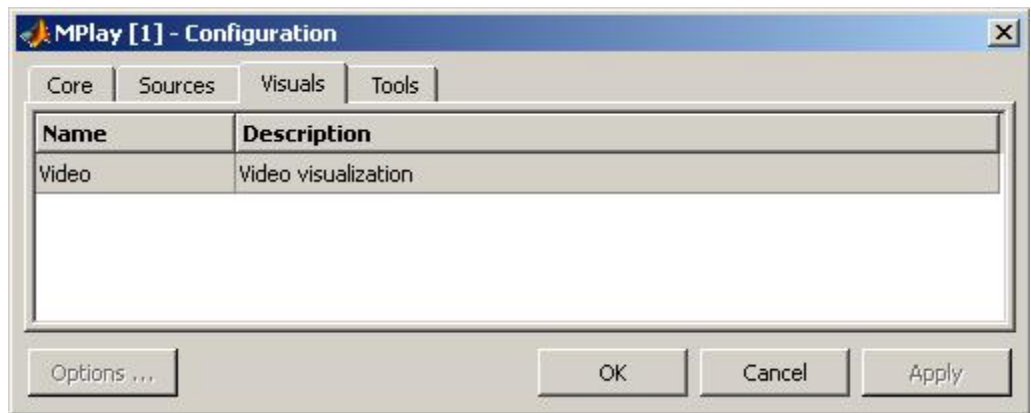 MPlay [1] - Configuration
Core Sources Visuals Tools
Name Description
Video Video visualization
Options ... OK Cancel Apply